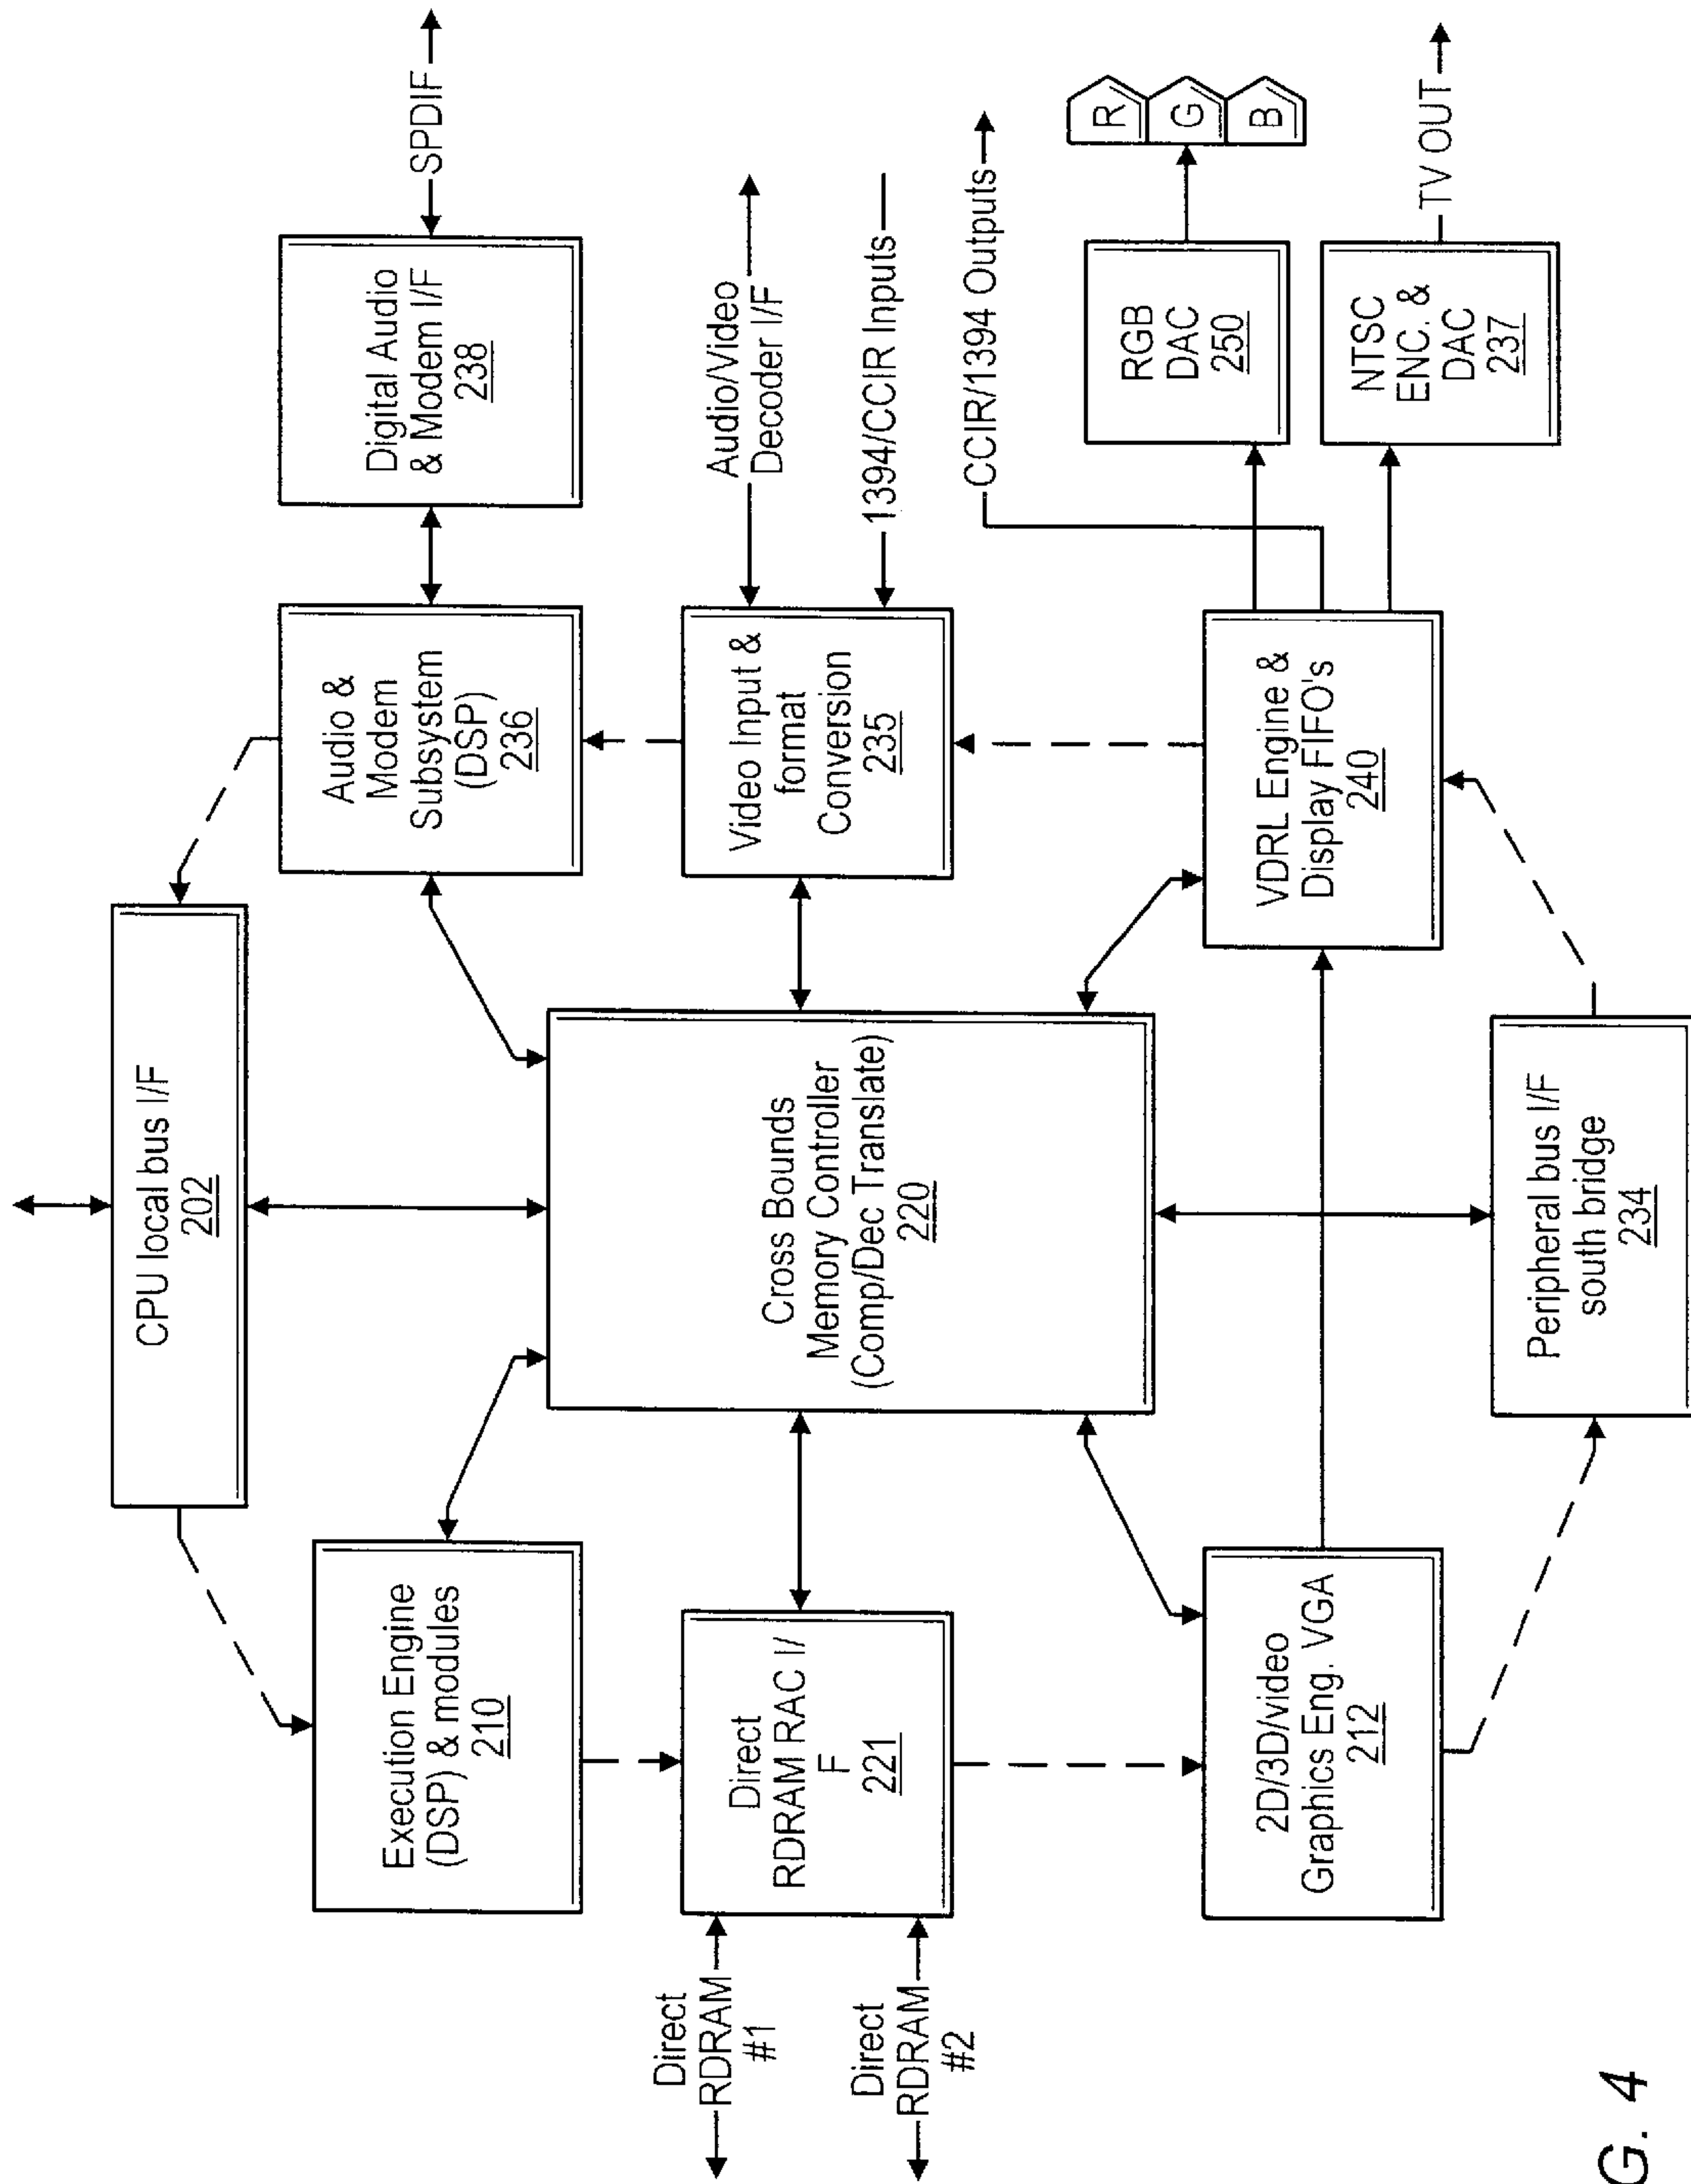 CPU local bus I/F
202
Execution Engine
(DSP) & modules
210
Audio &
Modem
Subsystem
(DSP)
236
Digital Audio
& Modem I/F
238
SPDIF
Direct
RDRAM
#1
Direct
RDRAM
#2
Direct
RDRAM RAC I/
F
221
Cross Bounds
Memory Controller
(Comp/Dec Translate)
220
Video Input &
format
Conversion
235
Audio/Video
Decoder I/F
1394/CCIR Inputs
CCIR/1394 Outputs
2D/3D/video
Graphics Eng. VGA
212
VDRL Engine &
Display FIFO's
240
RGB
DAC
250
R
G
B
NTSC
ENC. &
DAC
237
TV OUT
Peripheral bus I/F
south bridge
234
G. 4